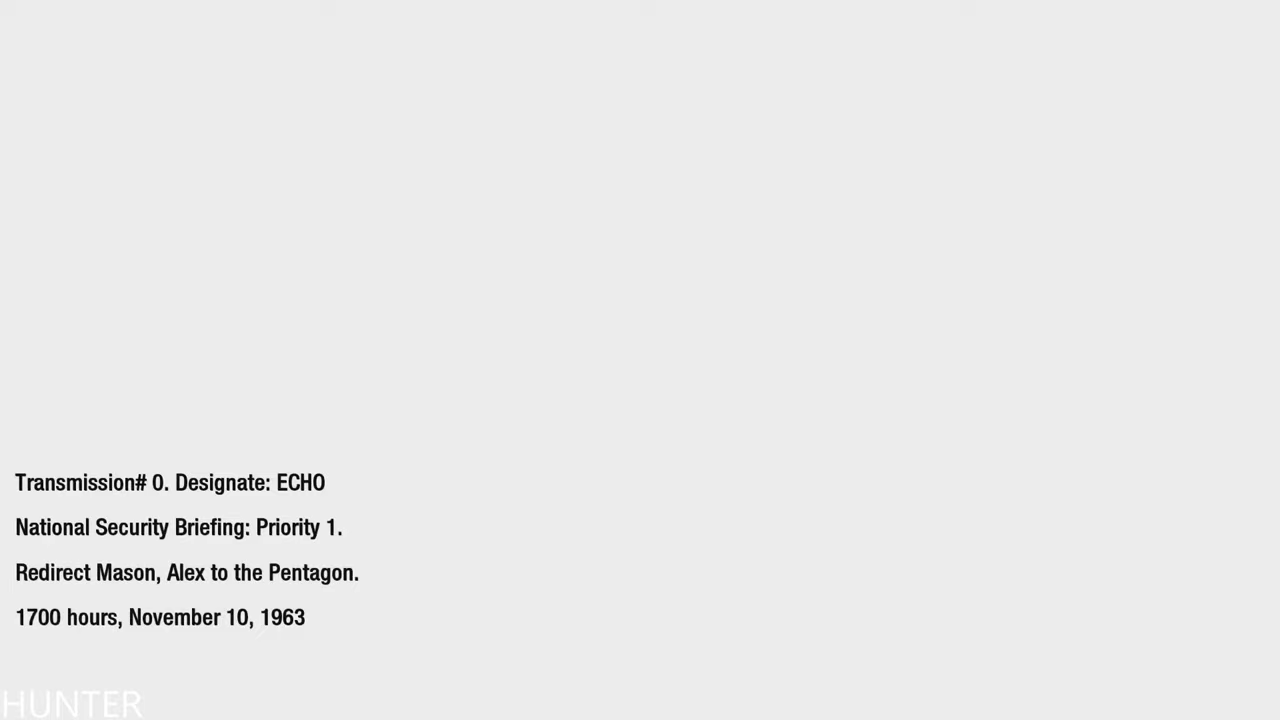 Transmission# 0. Designate: ECHO
National Security Briefing: Priority 1.
Redirect Mason, Alex to the Pentagon.
1700 hours, November 10, 1963
HUNTER